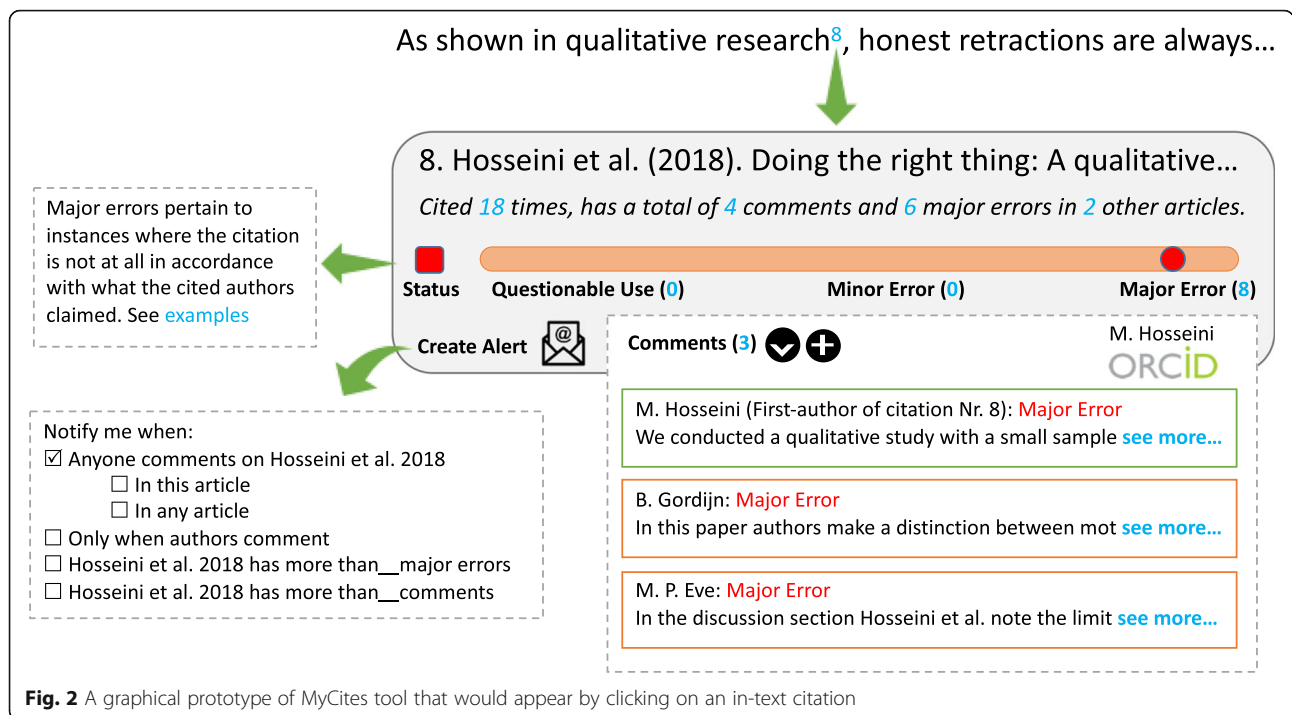 As shown in qualitative research8, honest retractions are always…
8. Hosseini et al. (2018). Doing the right thing: A qualitative…
Cited 18 times, has a total of 4 comments and 6 major errors in 2 other articles.
Major errors pertain to
instances where the citation
is not at all in accordance
with what the cited authors
claimed. See examples
Status
Questionable Use (0)
Minor Error (0)
Major Error (8)
Create Alert
@
Comments (3)
M. Hosseini
ORCiD
Notify me when:
☑ Anyone comments on Hosseini et al. 2018
☐ In this article
☐ In any article
☐ Only when authors comment
☐ Hosseini et al. 2018 has more than__major errors
☐ Hosseini et al. 2018 has more than__comments
M. Hosseini (First-author of citation Nr. 8): Major Error
We conducted a qualitative study with a small sample see more…
B. Gordijn: Major Error
In this paper authors make a distinction between mot see more…
M. P. Eve: Major Error
In the discussion section Hosseini et al. note the limit see more…
Fig. 2 A graphical prototype of MyCites tool that would appear by clicking on an in-text citation